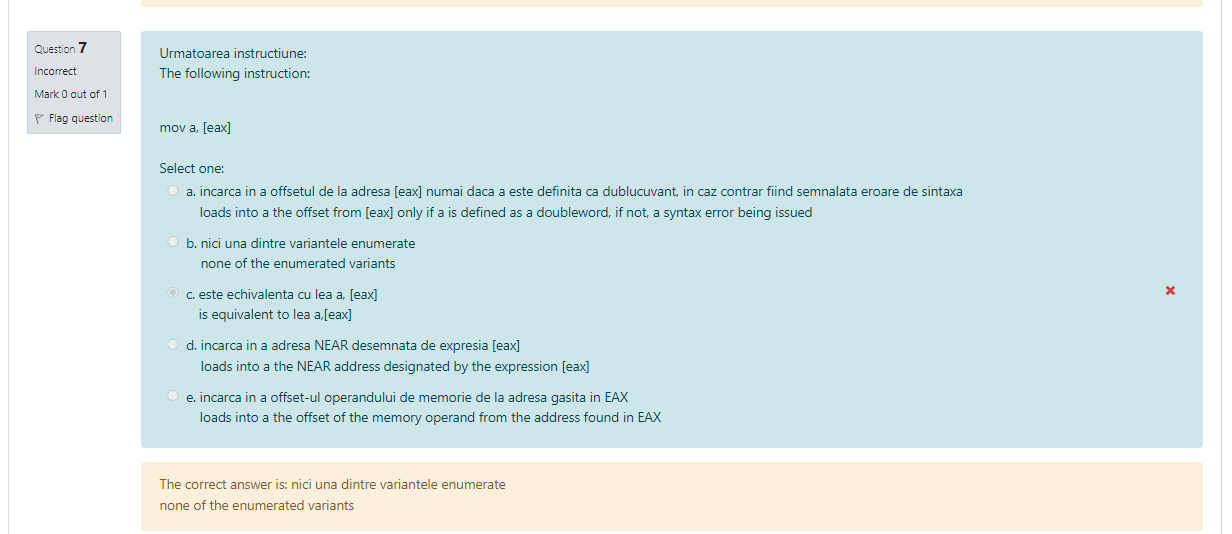 Question 7
Incorrect
Mark 0 out of 1
Flag question
Urmatoarea instructiune:
The following instruction:
mov a, [eax]
Select one:
a. incarca in a offsetul de la adresa [eax] numai daca a este definita ca dublucuvant, in caz contrar fiind semnalata eroare de sintaxa
loads into a the offset from [eax] only if a is defined as a doubleword, if not, a syntax error being issued
b. nici una dintre variantele enumerate
none of the enumerated variants
c. este echivalenta cu lea a, [eax]
is equivalent to lea a,[eax]
d. incarca in a adresa NEAR desemnata de expresia [eax]
loads into a the NEAR address designated by the expression [eax]
e. incarca in a offset-ul operandului de memorie de la adresa gasita in EAX
loads into a the offset of the memory operand from the address found in EAX
The correct answer is: nici una dintre variantele enumerate
none of the enumerated variants